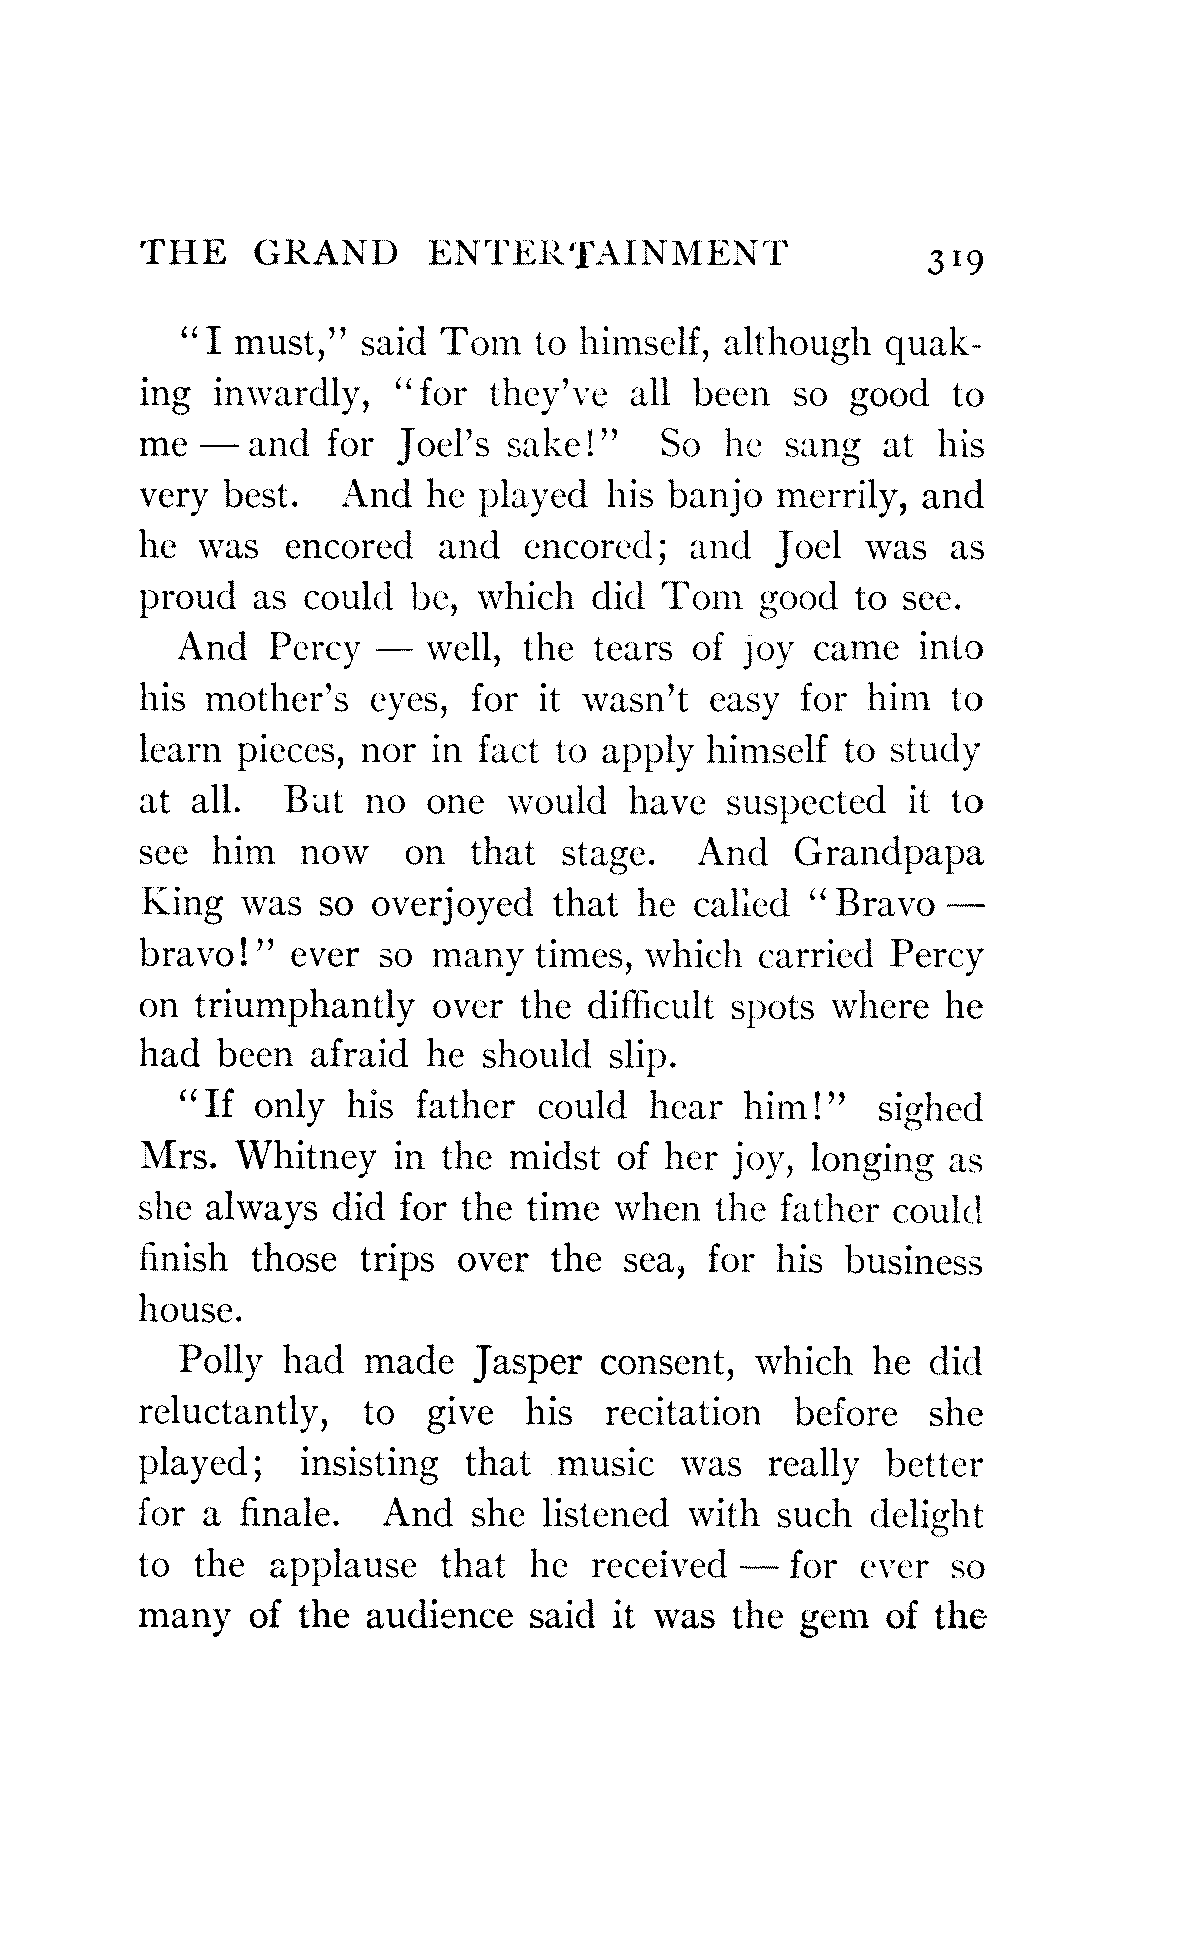 THE GRAND ENTERTAINMENT 319
"I must," said Tom to himself, although quak-
ing inwardly, "for they've all been so good to
me — and for Joel's sake!" So he sang at his
very best. And he played his banjo merrily, and
he was encored and encored; and Joel was as
proud as could be, which did Tom good to see.
And Percy — well, the tears of joy came into
his mother's eyes, for it wasn't easy for him to
learn pieces, nor in fact to apply himself to study
at all. But no one would have suspected it to
see him now on that stage. And Grandpapa
King was so overjoyed that he called "Bravo —
bravo!" ever so many times, which carried Percy
on triumphantly over the difficult spots where he
had been afraid he should slip.
"If only his father could hear him!" sighed
Mrs. Whitney in the midst of her joy, longing as
she always did for the time when the father could
finish those trips over the sea, for his business
house.
Polly had made Jasper consent, which he did
reluctantly, to give his recitation before she
played; insisting that music was really better
for a finale. And she listened with such delight
to the applause that he received — for ever so
many of the audience said it was the gem of the